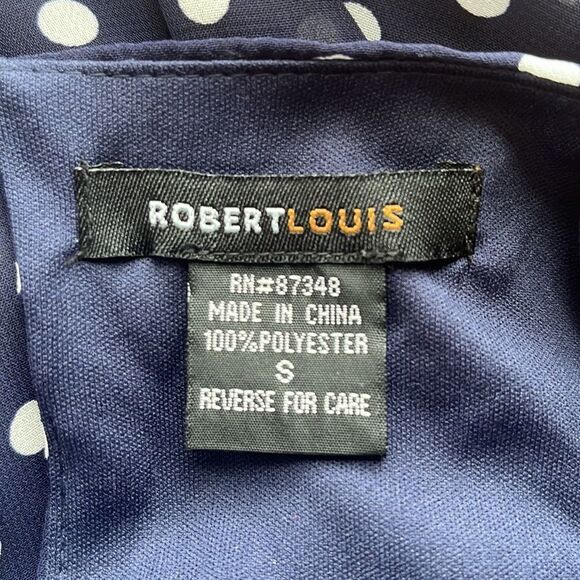 ROBERTLOUIS
RN#87348
MADE IN CHINA
100%POLYESTER
S
REVERSE FOR CARE